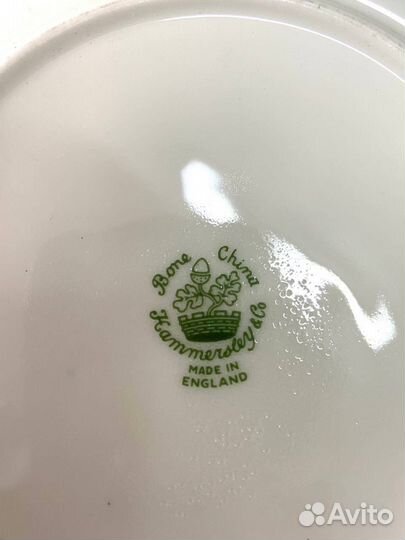 Bone China
Hammersley & Co
MADE IN
ENGLAND
Avito